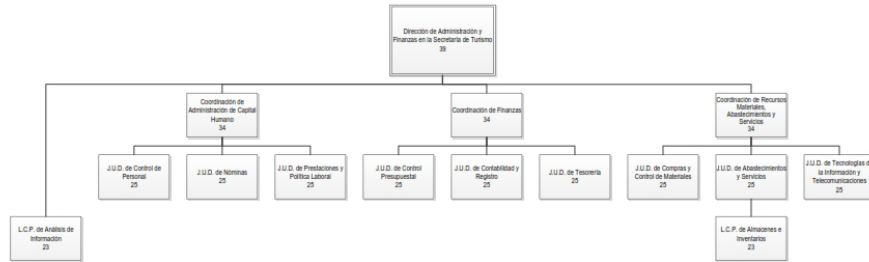 Dirección de Administración y
Finanzas en la Secretaría de Turismo
39
Coordinación de
Administración de Capital
Humano
34
Coordinación de Finanzas
34
Coordinación de Recursos
Materiales,
Abastecimientos y
Servicios
34
J.U.D. de Control de
Personal
25
J.U.D. de Nóminas
25
J.U.D. de Prestaciones y
Política Laboral
25
J.U.D. de Control
Presupuestal
25
J.U.D. de Contabilidad y
Registro
25
J.U.D. de Tesorería
25
J.U.D. de Compras y
Control de Materiales
25
J.U.D. de Abastecimientos
y Servicios
25
J.U.D. de Tecnologías de
la Información y
Telecomunicaciones
25
L.C.P. de Análisis de
Información
23
L.C.P. de Almacenes e
Inventarios
23